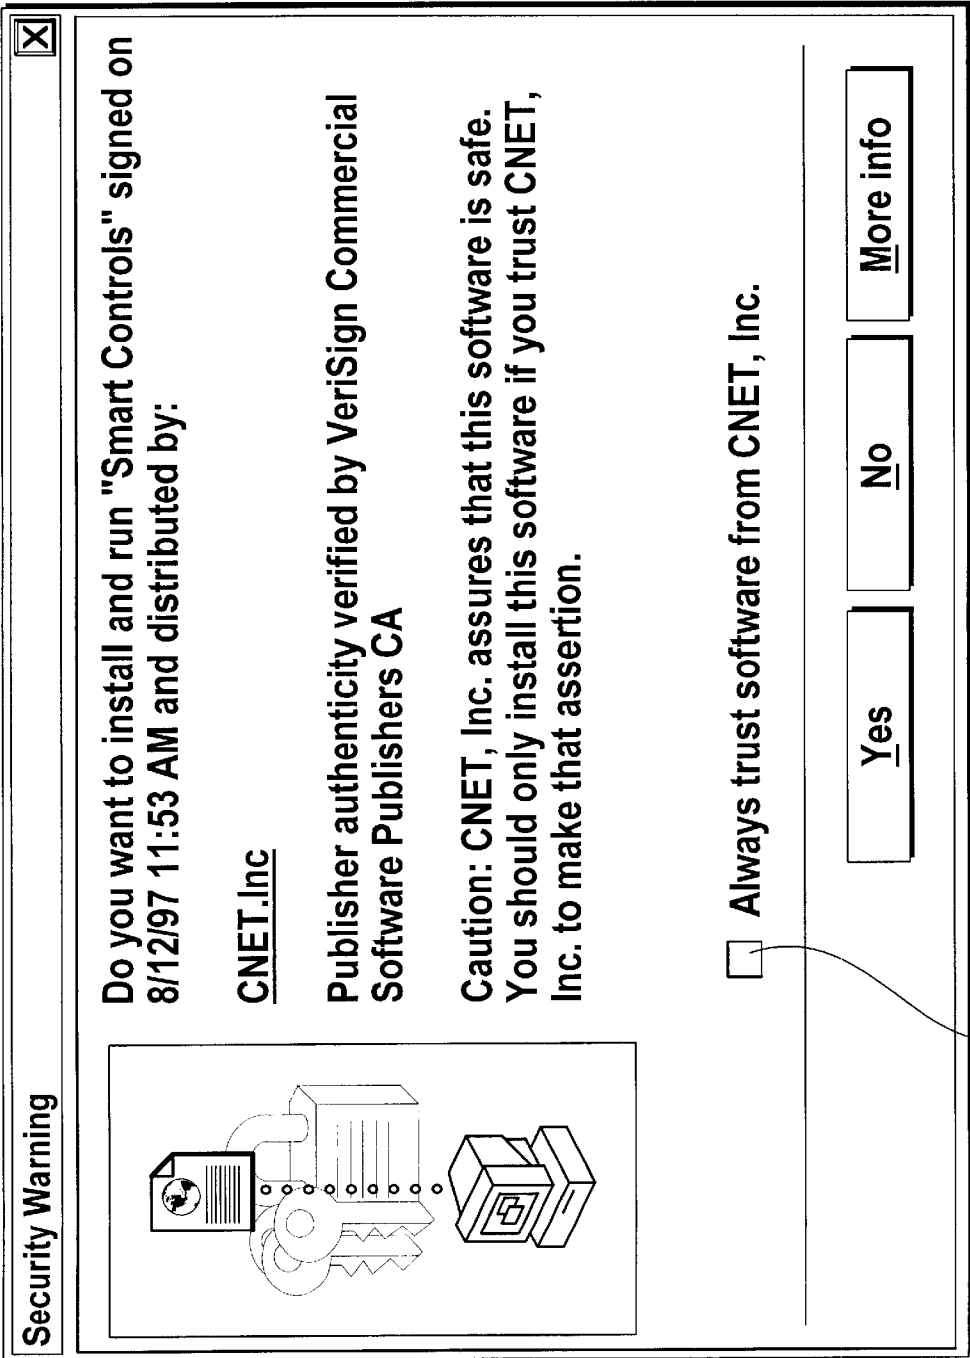 Security Warning
X
Do you want to install and run "Smart Controls" signed on
8/12/97 11:53 AM and distributed by:
CNET.Inc
Publisher authenticity verified by VeriSign Commercial
Software Publishers CA
Caution: CNET, Inc. assures that this software is safe.
You should only install this software if you trust CNET,
Inc. to make that assertion.
Always trust software from CNET, Inc.
Yes
No
More info